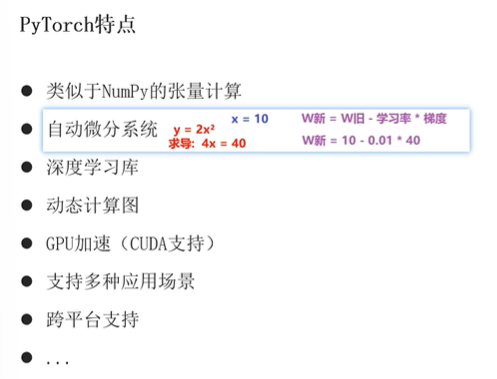 PyTorch特点
● 类似于NumPy的张量计算
● 自动微分系统
y = 2x²
求导: 4x = 40
x = 10
W新 = W旧 - 学习率 * 梯度
W新 = 10 - 0.01 * 40
● 深度学习库
● 动态计算图
● GPU加速（CUDA支持）
● 支持多种应用场景
● 跨平台支持
● ...